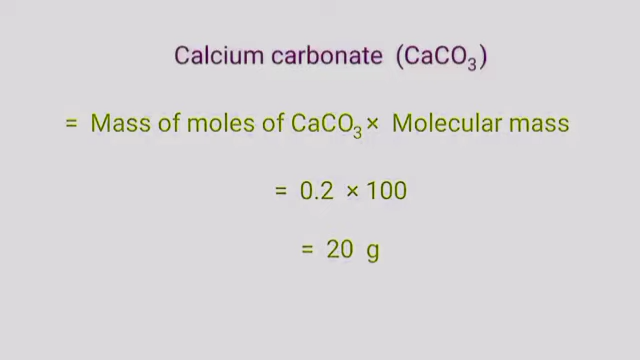 Calcium carbonate (CaCO₃)
= Mass of moles of CaCO₃ × Molecular mass
= 0.2 × 100
= 20 g